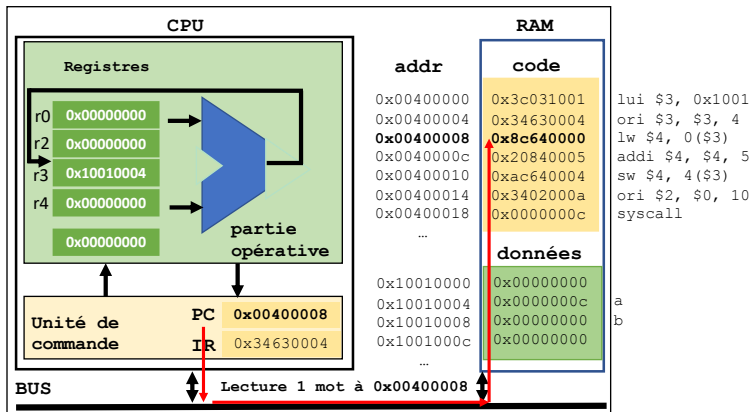 CPU
RAM
Registres
addr
code
r0 0x00000000
r2 0x00000000
r3 0x10010004
r4 0x00000000
0x00000000
partie
opérative
0x00400000 0x3c031001 lui $3, 0x1001
0x00400004 0x34630004 ori $3, $3, 4
0x00400008 0x8c640000 lw $4, 0($3)
0x0040000c 0x20840005 addi $4, $4, 5
0x00400010 0xac640004 sw $4, 4($3)
0x00400014 0x3402000a ori $2, $0, 10
0x00400018 0x0000000c syscall
…
données
0x10010000 0x00000000
0x10010004 0x0000000c a
0x10010008 0x00000000 b
0x1001000c 0x00000000
…
Unité de
commande
PC 0x00400008
IR 0x34630004
BUS
Lecture 1 mot à 0x00400008